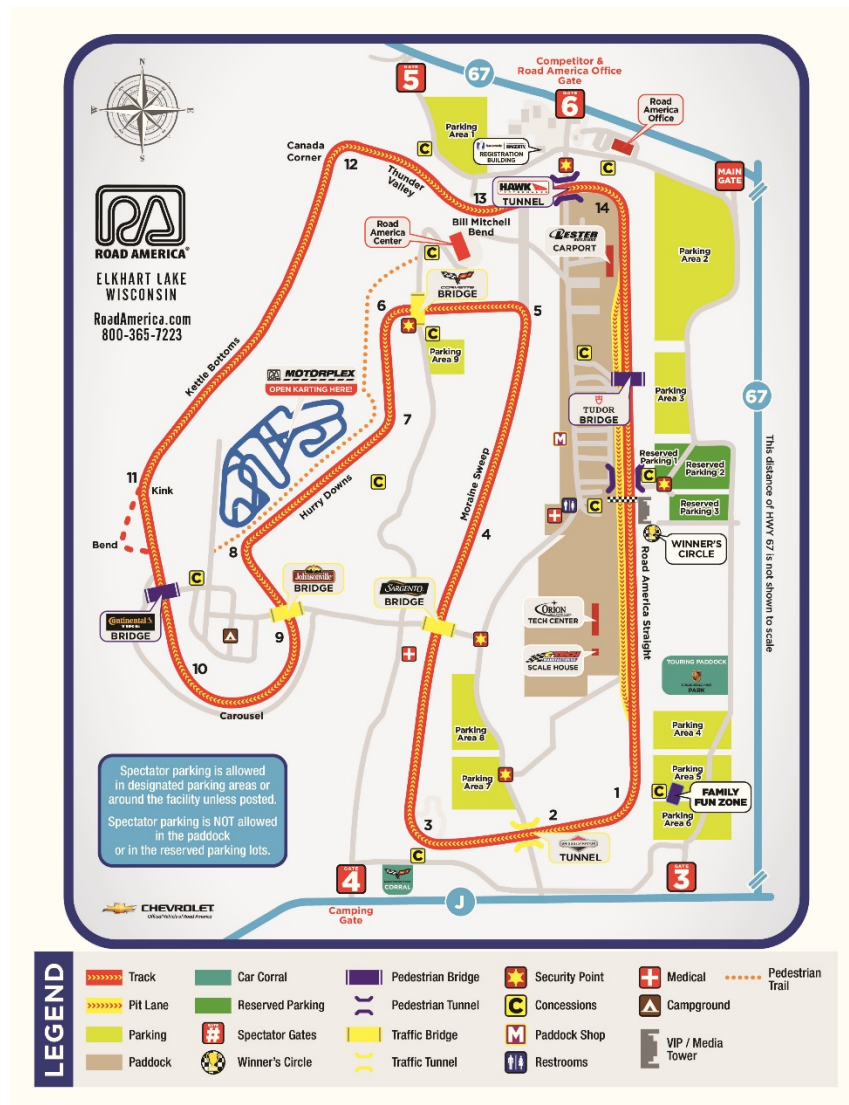 67
GATE
5
Competitor &
Road America Office
Gate
GATE
6
Road
America
Office
Parking
Area 1
REGISTRATION
BUILDING
MAIN
GATE
N
E
S
W
C
Canada
Corner
12
Thunder
Valley
13
HAWK
TUNNEL
14
Bill Mitchell
Bend
RA
ROAD AMERICA®
ELKHART LAKE
WISCONSIN
RoadAmerica.com
800-365-7223
Road
America
Center
C
LESTER
CARPORT
Parking
Area 2
C
CORVETTE
BRIDGE
6
5
C
Parking
Area 9
C
Kettle Bottoms
RA MOTORPLEX
OPEN KARTING HERE!
Parking
Area 3
TUDOR
BRIDGE
67
7
M
Reserved
Parking 1
Reserved
Parking 2
Reserved
Parking 3
C
11
Kink
Hurry Downs
C
Moraine Sweep
4
C
WINNER'S
CIRCLE
This distance of HWY 67 is not shown to scale
Bend
8
C
Johnsonville
BRIDGE
SARGENTO
BRIDGE
Road America Straight
Continental
TIRE
BRIDGE
9
ORION
TECH CENTER
SCALE HOUSE
10
Carousel
TOURING PADDOCK
PARK
Parking
Area 8
Parking
Area 4
Spectator parking is allowed
in designated parking areas or
around the facility unless posted.
Spectator parking is NOT allowed
in the paddock
or in the reserved parking lots.
Parking
Area 7
Parking
Area 5
C
FAMILY
FUN ZONE
Parking
Area 6
1
2
3
TUNNEL
C
GATE
4
Camping
Gate
CORRAL
GATE
3
J
CHEVROLET
Official Vehicle of Road America
LEGEND
Track
Pit Lane
Parking
Paddock
Car Corral
Reserved Parking
GATE
#
Spectator Gates
Winner's Circle
Pedestrian Bridge
Pedestrian Tunnel
Traffic Bridge
Traffic Tunnel
Security Point
C
Concessions
M
Paddock Shop
Restrooms
Medical
Campground
VIP / Media
Tower
Pedestrian
Trail